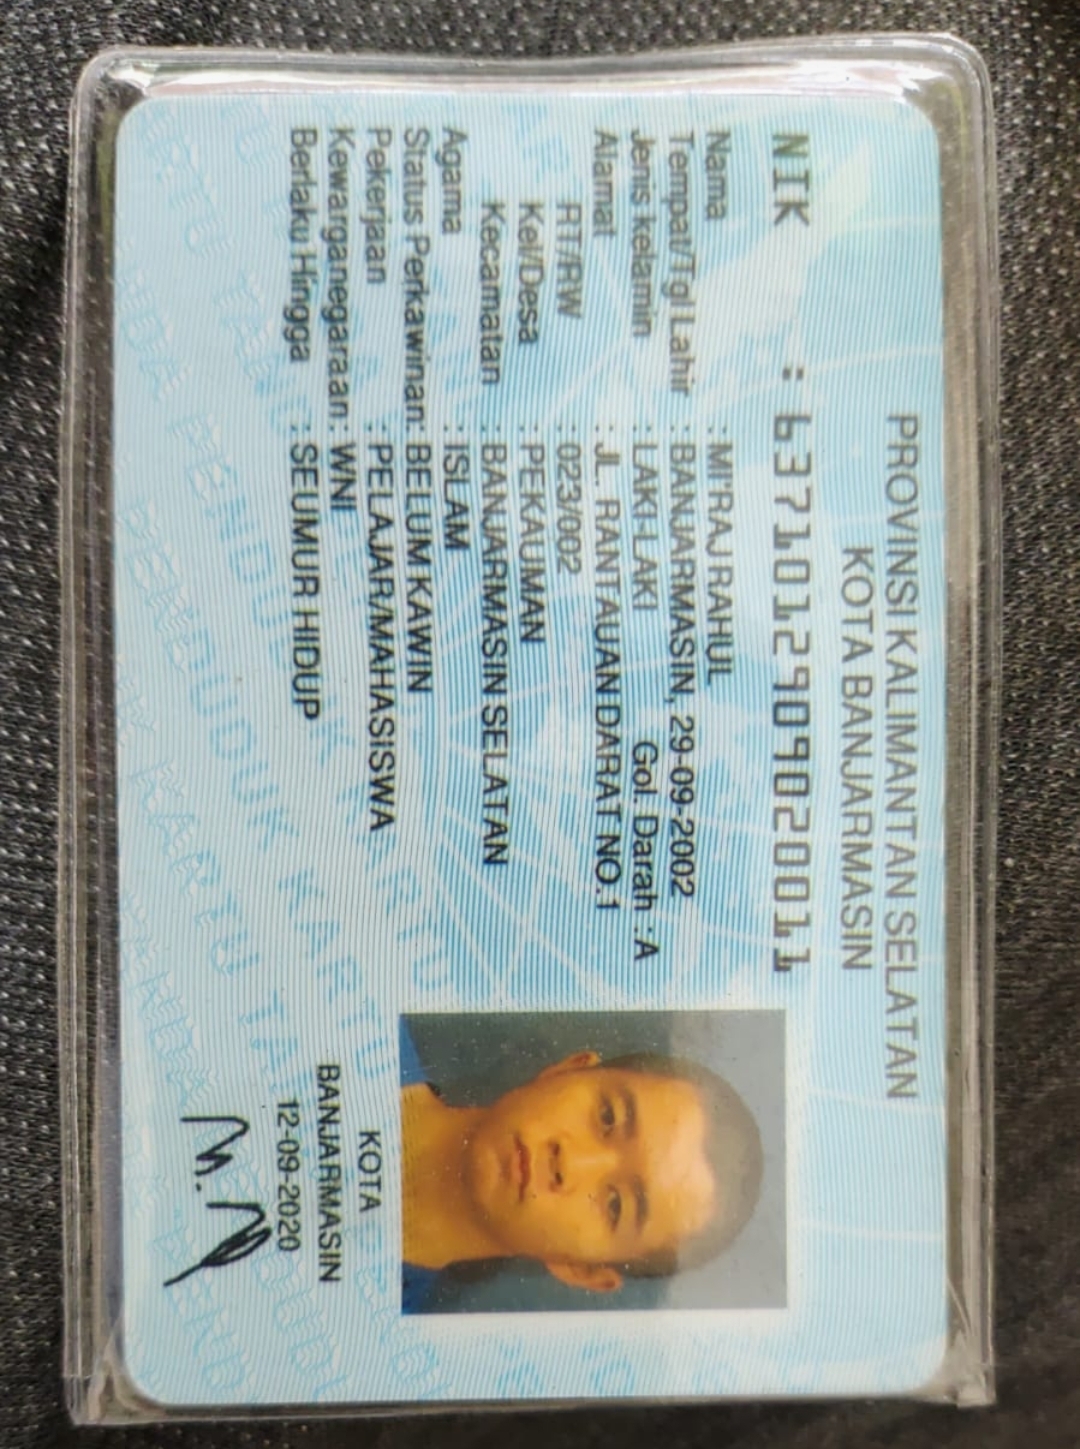 PROVINSI KALIMANTAN SELATAN
KOTA BANJARMASIN
NIK : 6371012909020011
Nama : MI'RAJ RAHUL
Tempat/Tgl Lahir : BANJARMASIN, 29-09-2002
Jenis kelamin : LAKI-LAKI Gol. Darah : A
Alamat : JL. RANTAUAN DARAT NO.1
RT/RW : 023/002
Kel/Desa : PEKAUMAN
Kecamatan : BANJARMASIN SELATAN
Agama : ISLAM
Status Perkawinan: BELUM KAWIN
Pekerjaan : PELAJAR/MAHASISWA
Kewarganegaraan: WNI
Berlaku Hingga : SEUMUR HIDUP
KOTA
BANJARMASIN
12-09-2020